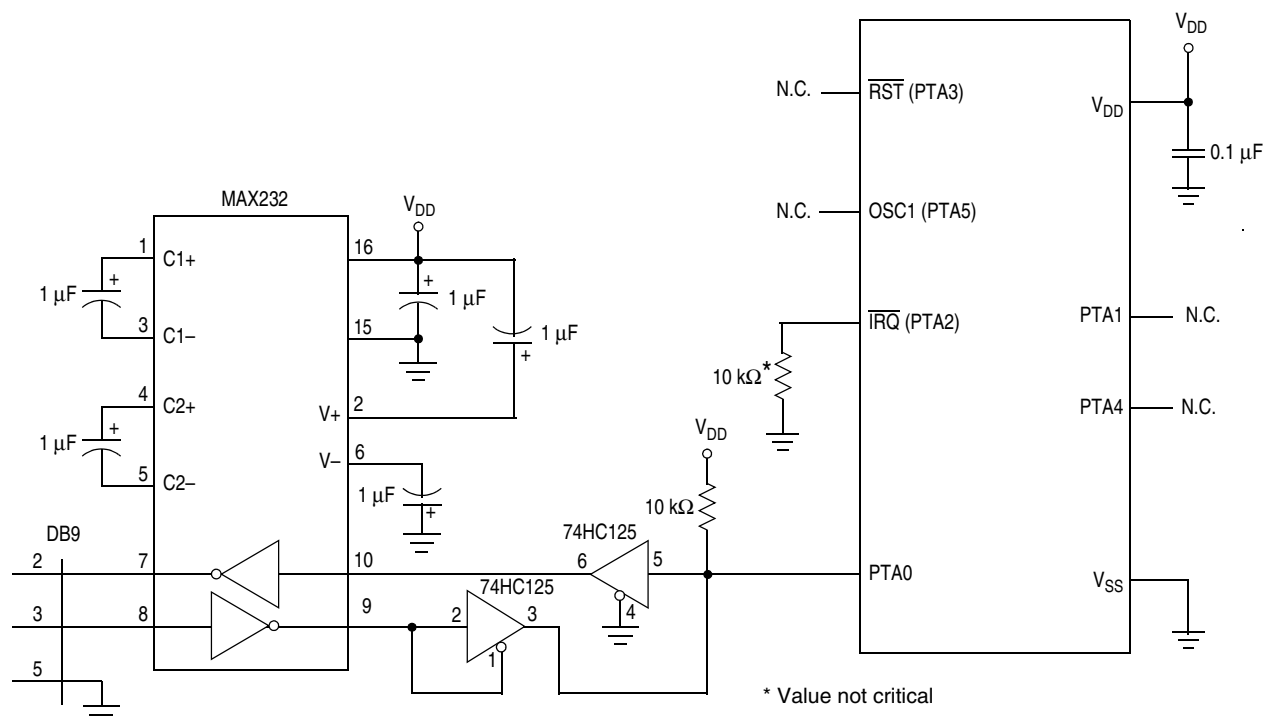 V_DD
N.C.
R̅S̅T̅ (PTA3)
V_DD
0.1 µF
MAX232
V_DD
N.C.
OSC1 (PTA5)
1
C1+
16
+
1 µF
+
1 µF
1 µF
+
3
C1–
15
PTA1
N.C.
I̅R̅Q̅ (PTA2)
10 kΩ*
4
C2+
V+
2
PTA4
N.C.
+
1 µF
V_DD
V–
6
5
C2–
1 µF
+
10 kΩ
DB9
74HC125
2
7
10
6
5
PTA0
V_SS
74HC125
4
3
8
9
2
3
1
5
* Value not critical